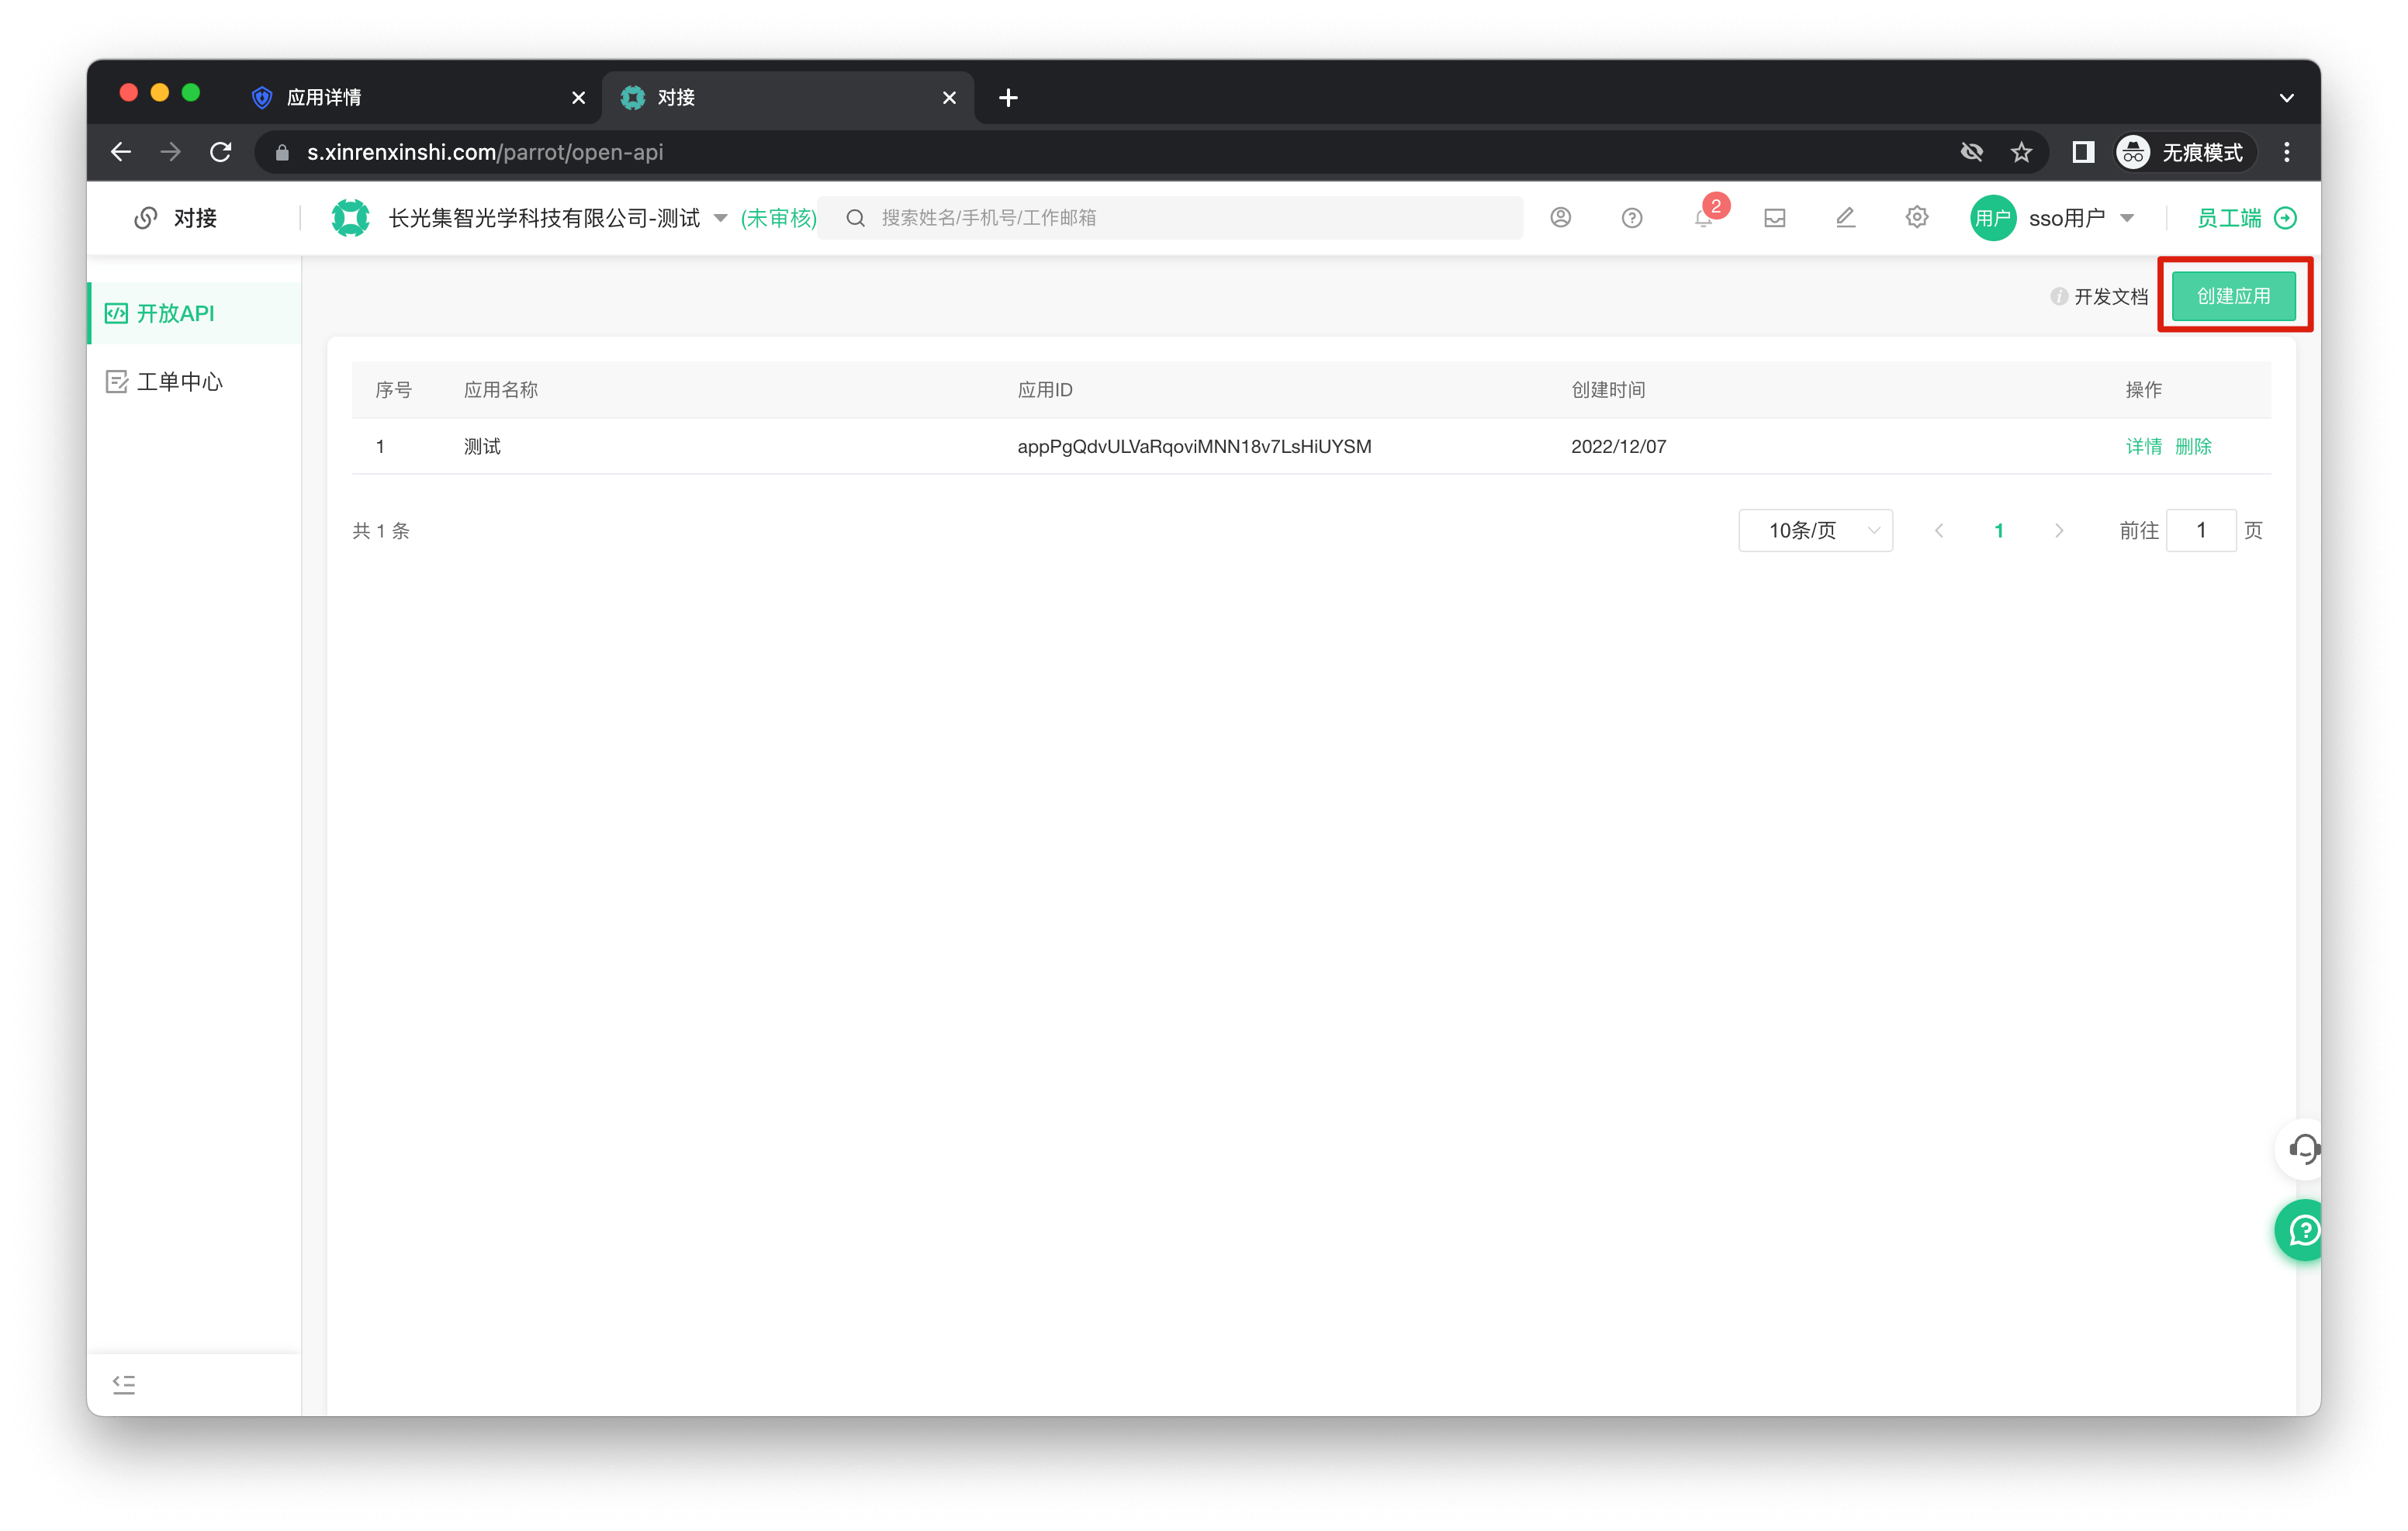 应用详情
对接
s.xinrenxinshi.com/parrot/open-api
无痕模式
对接
长光集智光学科技有限公司-测试
(未审核)
搜索姓名/手机号/工作邮箱
2
用户
sso用户
员工端
开放API
工单中心
开发文档
创建应用
序号 应用名称 应用ID 创建时间 操作
1 测试 appPgQdvULVaRqoviMNN18v7LsHiUYSM 2022/12/07 详情 删除
共 1 条
10条/页
1
前往 1 页